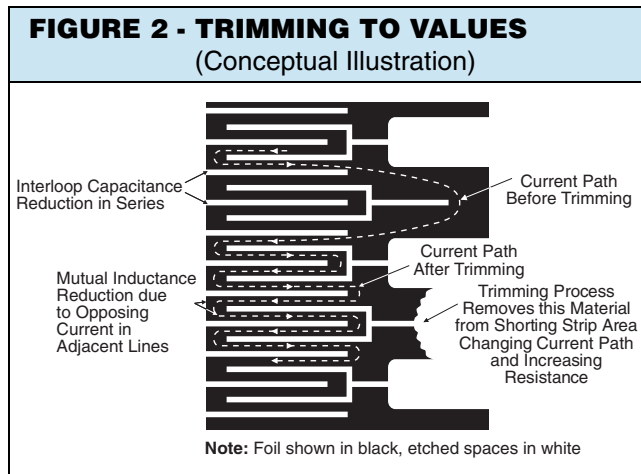 FIGURE 2 - TRIMMING TO VALUES
(Conceptual Illustration)
Interloop Capacitance
Reduction in Series
Current Path
Before Trimming
Current Path
After Trimming
Mutual Inductance
Reduction due
to Opposing
Current in
Adjacent Lines
Trimming Process
Removes this Material
from Shorting Strip Area
Changing Current Path
and Increasing
Resistance
Note: Foil shown in black, etched spaces in white